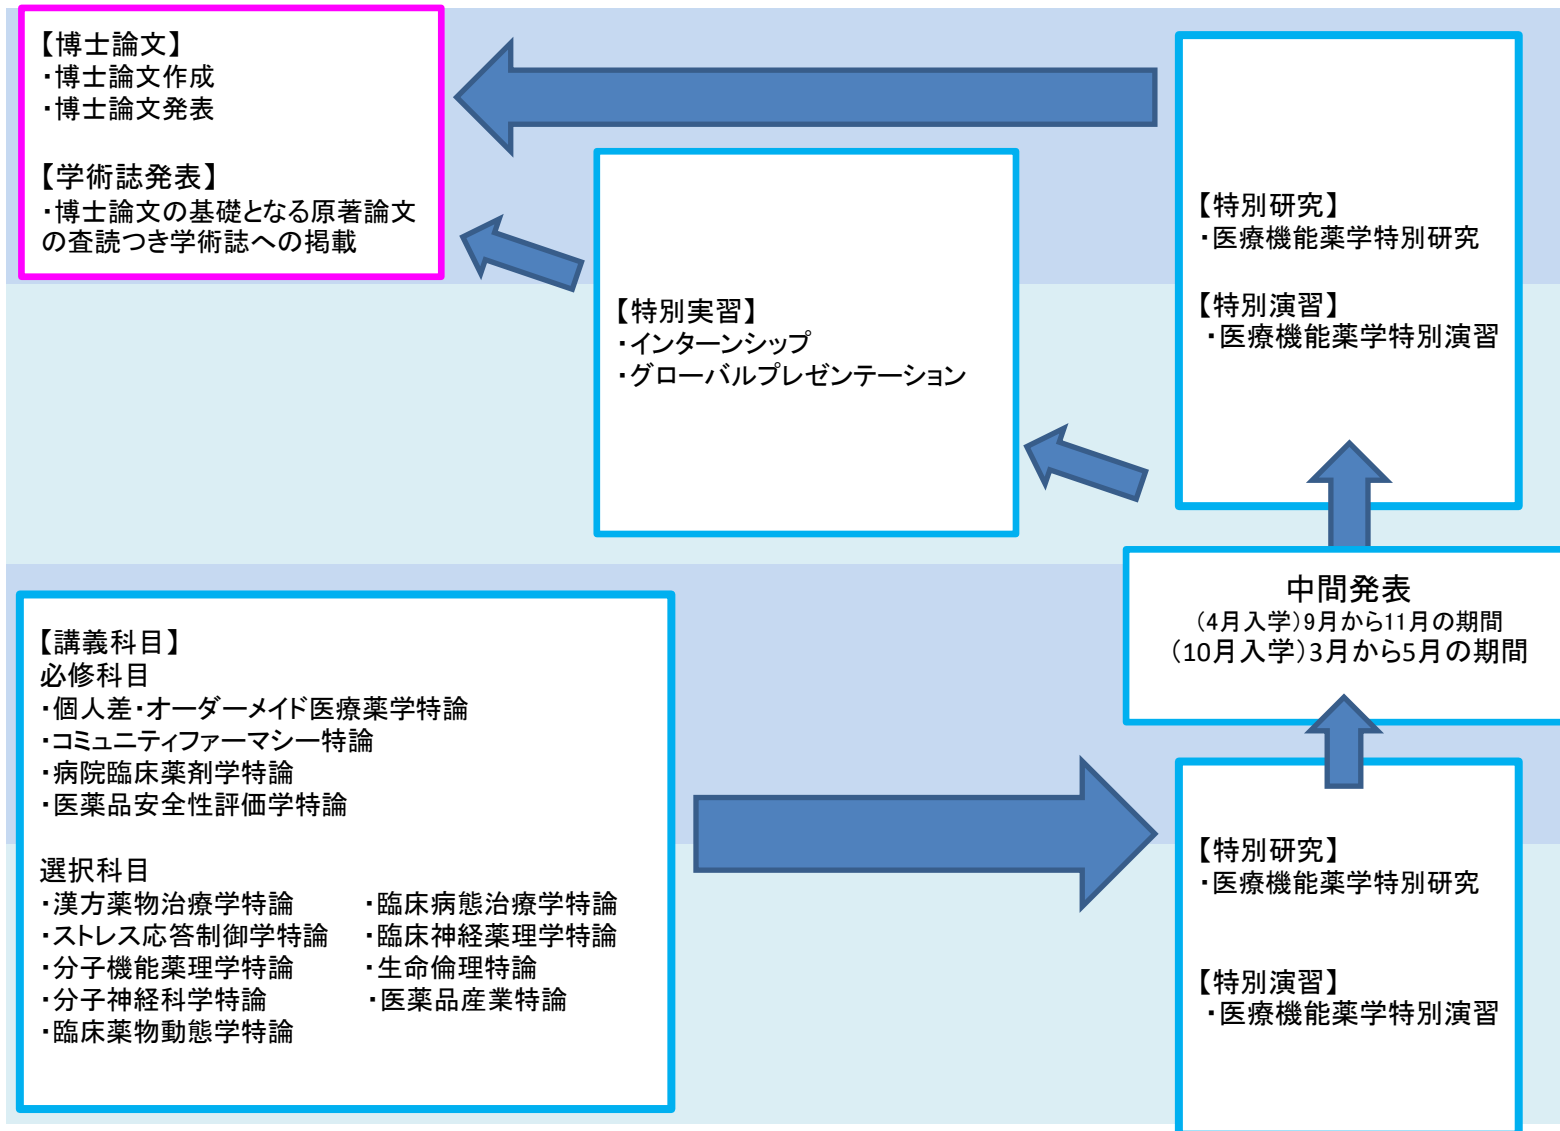 【博士論文】
・博士論文作成
・博士論文発表
【学術誌発表】
・博士論文の基礎となる原著論文
の査読つき学術誌への掲載
【特別実習】
・インターンシップ
・グローバルプレゼンテーション
【特別研究】
・医療機能薬学特別研究
【特別演習】
・医療機能薬学特別演習
中間発表
(4月入学)9月から11月の期間
(10月入学)3月から5月の期間
【講義科目】
必修科目
・個人差・オーダーメイド医療薬学特論
・コミュニティファーマシー特論
・病院臨床薬剤学特論
・医薬品安全性評価学特論
選択科目
・漢方薬物治療学特論 ・臨床病態治療学特論
・ストレス応答制御学特論 ・臨床神経薬理学特論
・分子機能薬理学特論 ・生命倫理特論
・分子神経科学特論 ・医薬品産業特論
・臨床薬物動態学特論
【特別研究】
・医療機能薬学特別研究
【特別演習】
・医療機能薬学特別演習